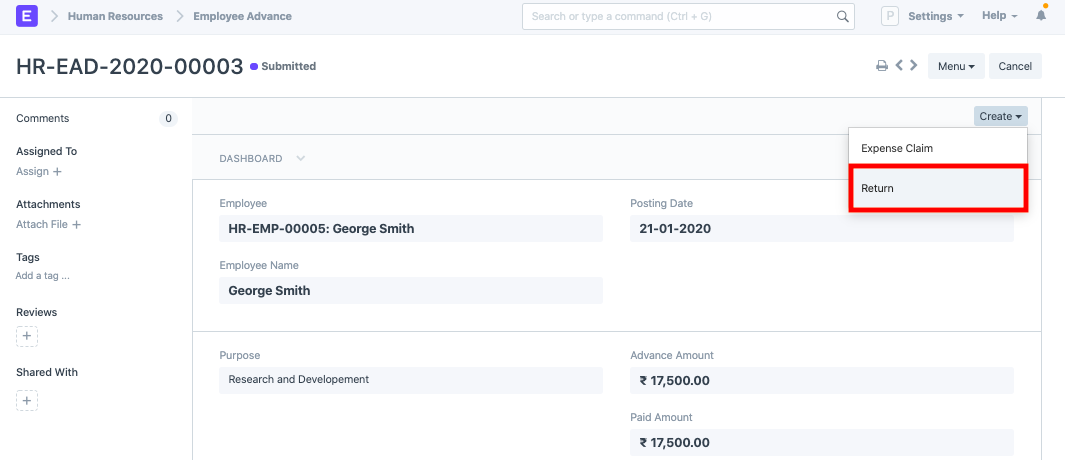 E Human Resources Employee Advance Search or type a command (Ctrl + G) P Settings Help
HR-EAD-2020-00003 Submitted Menu Cancel
Comments 0
Create
Expense Claim
Return
Assigned To
Assign +
Attachments
Attach File +
Tags
Add a tag ...
Reviews
+
Shared With
+
DASHBOARD
Employee
HR-EMP-00005: George Smith
Posting Date
21-01-2020
Employee Name
George Smith
Purpose
Research and Developement
Advance Amount
₹ 17,500.00
Paid Amount
₹ 17,500.00